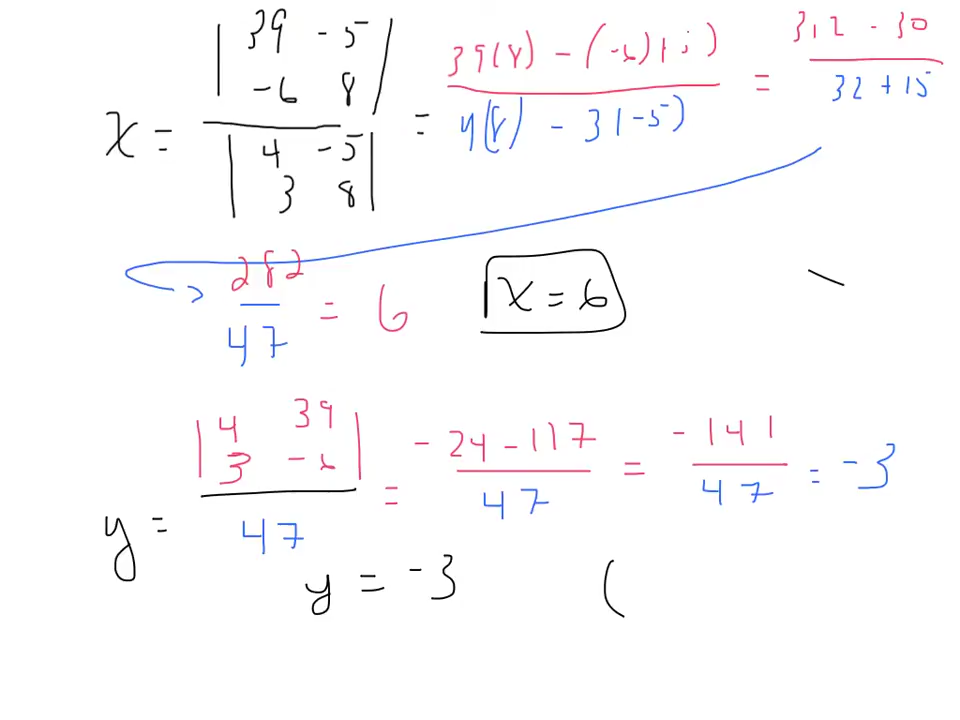 x = |39 -5 -6 8| / |4 -5 3 8| = 39(8) - (-6)(-5) / 4(8) - 3(-5) = 312 - 30 / 32 + 15
282 / 47 = 6 x = 6
y = |4 39 3 -6| / 47 = -24 - 117 / 47 = -141 / 47 = -3
y = -3 (